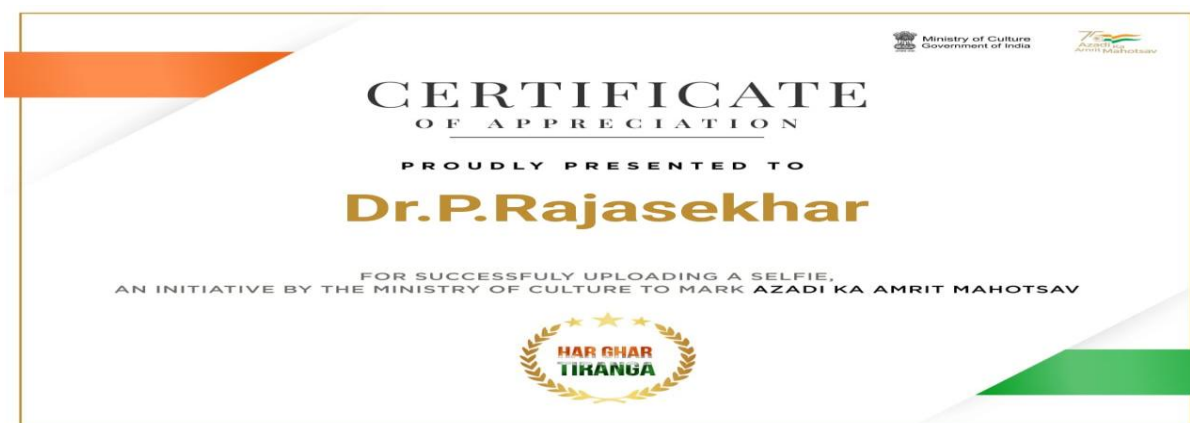 Ministry of Culture
Government of India
Azadi Ka
Amrit Mahotsav
CERTIFICATE
OF APPRECIATION
PROUDLY PRESENTED TO
Dr.P.Rajasekhar
FOR SUCCESSFULY UPLOADING A SELFIE,
AN INITIATIVE BY THE MINISTRY OF CULTURE TO MARK AZADI KA AMRIT MAHOTSAV
HAR GHAR
TIRANGA